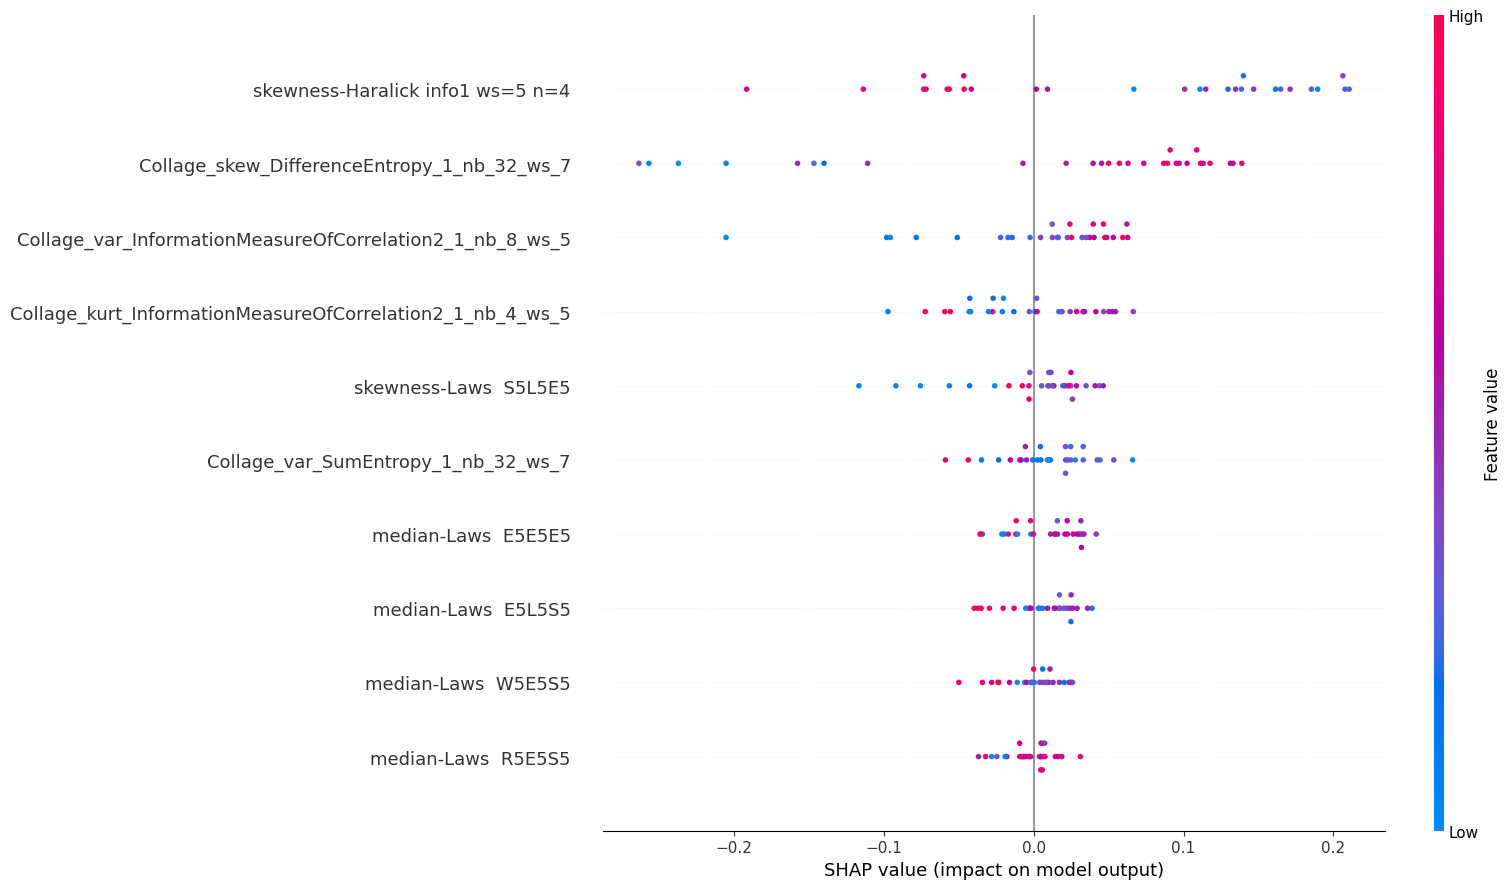 High
skewness-Haralick info1 ws=5 n=4
Collage_skew_DifferenceEntropy_1_nb_32_ws_7
Collage_var_InformationMeasureOfCorrelation2_1_nb_8_ws_5
Collage_kurt_InformationMeasureOfCorrelation2_1_nb_4_ws_5
skewness-Laws  S5L5E5
Collage_var_SumEntropy_1_nb_32_ws_7
median-Laws  E5E5E5
median-Laws  E5L5S5
median-Laws  W5E5S5
median-Laws  R5E5S5
Feature value
Low
−0.2 −0.1 0.0 0.1 0.2
SHAP value (impact on model output)